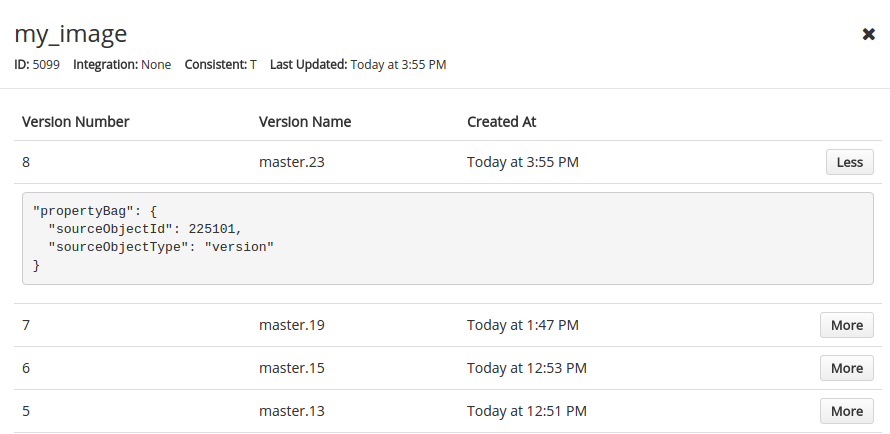 my_image
ID: 5099 Integration: None Consistent: T Last Updated: Today at 3:55 PM
Version Number Version Name Created At
8 master.23 Today at 3:55 PM Less
"propertyBag": {
  "sourceObjectId": 225101,
  "sourceObjectType": "version"
}
7 master.19 Today at 1:47 PM More
6 master.15 Today at 12:53 PM More
5 master.13 Today at 12:51 PM More